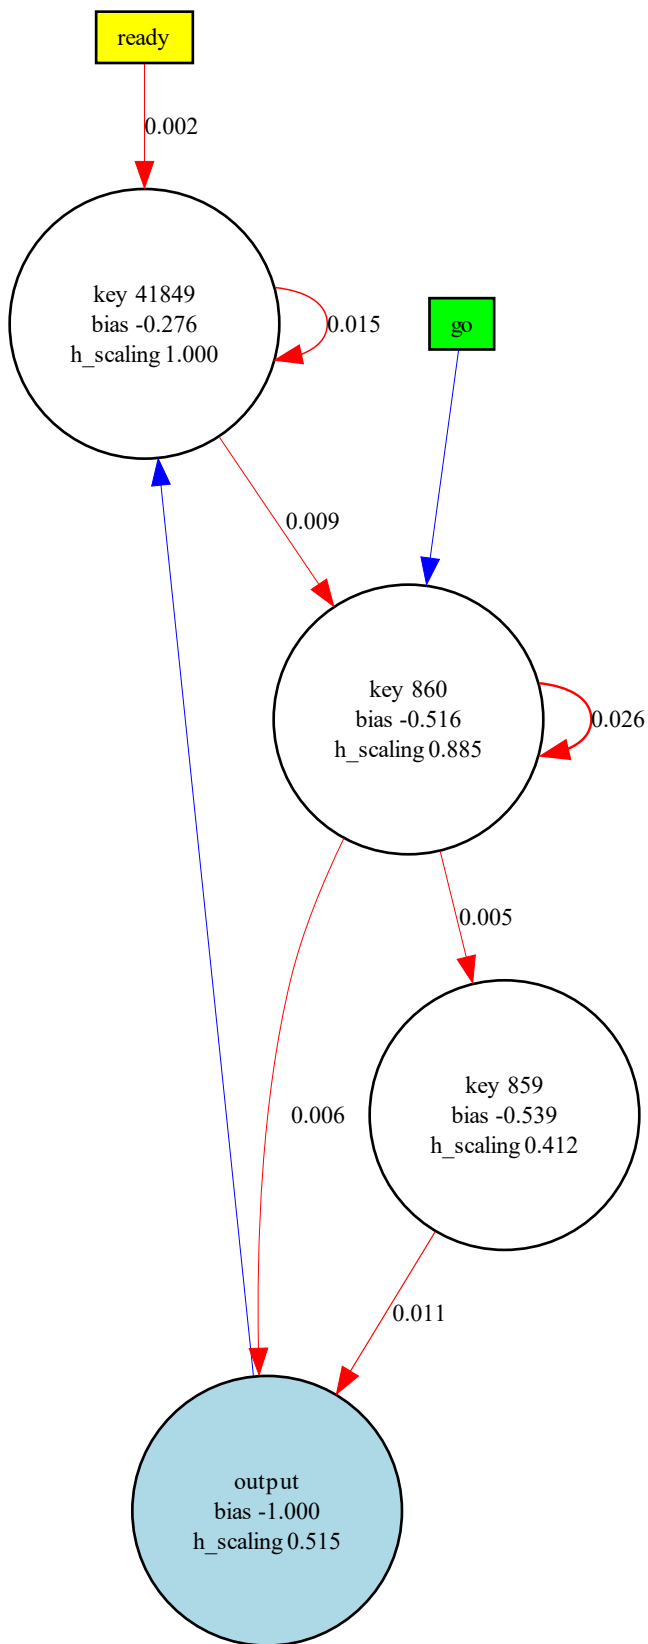 ready
0.002
key 41849
bias -0.276
h_scaling 1.000
0.015
go
0.009
key 860
bias -0.516
h_scaling 0.885
0.026
0.005
key 859
bias -0.539
h_scaling 0.412
0.006
0.011
output
bias -1.000
h_scaling 0.515